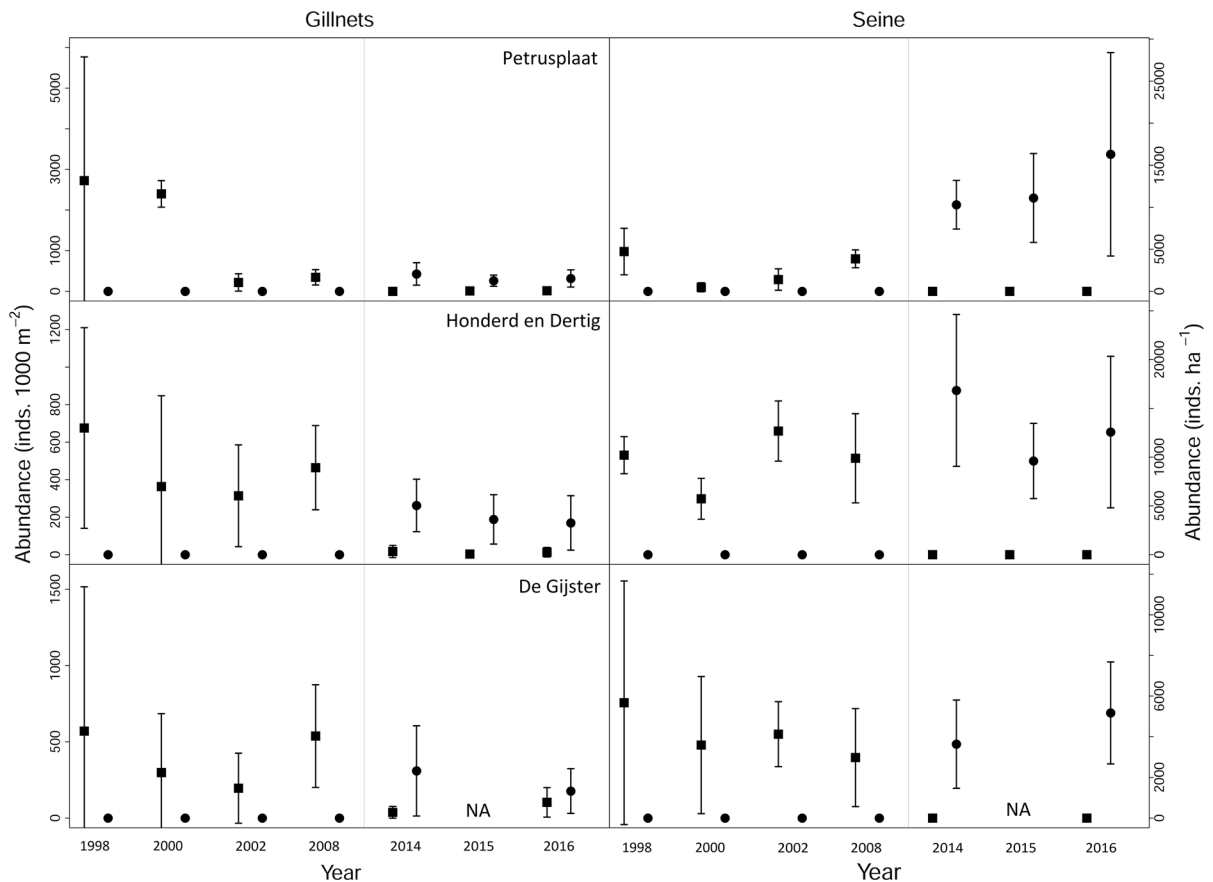 Gillnets Seine
Petrusplaat
5000
3000
1000
0
25000
15000
5000
0
Honderd en Dertig
1200
800
600
400
200
0
20000
10000
5000
0
De Gijster
1500
1000
500
0
10000
6000
2000
0
NA NA
Abundance (inds. 1000 m⁻²)
Abundance (inds. ha ⁻¹)
1998 2000 2002 2008 2014 2015 2016 1998 2000 2002 2008 2014 2015 2016
Year Year